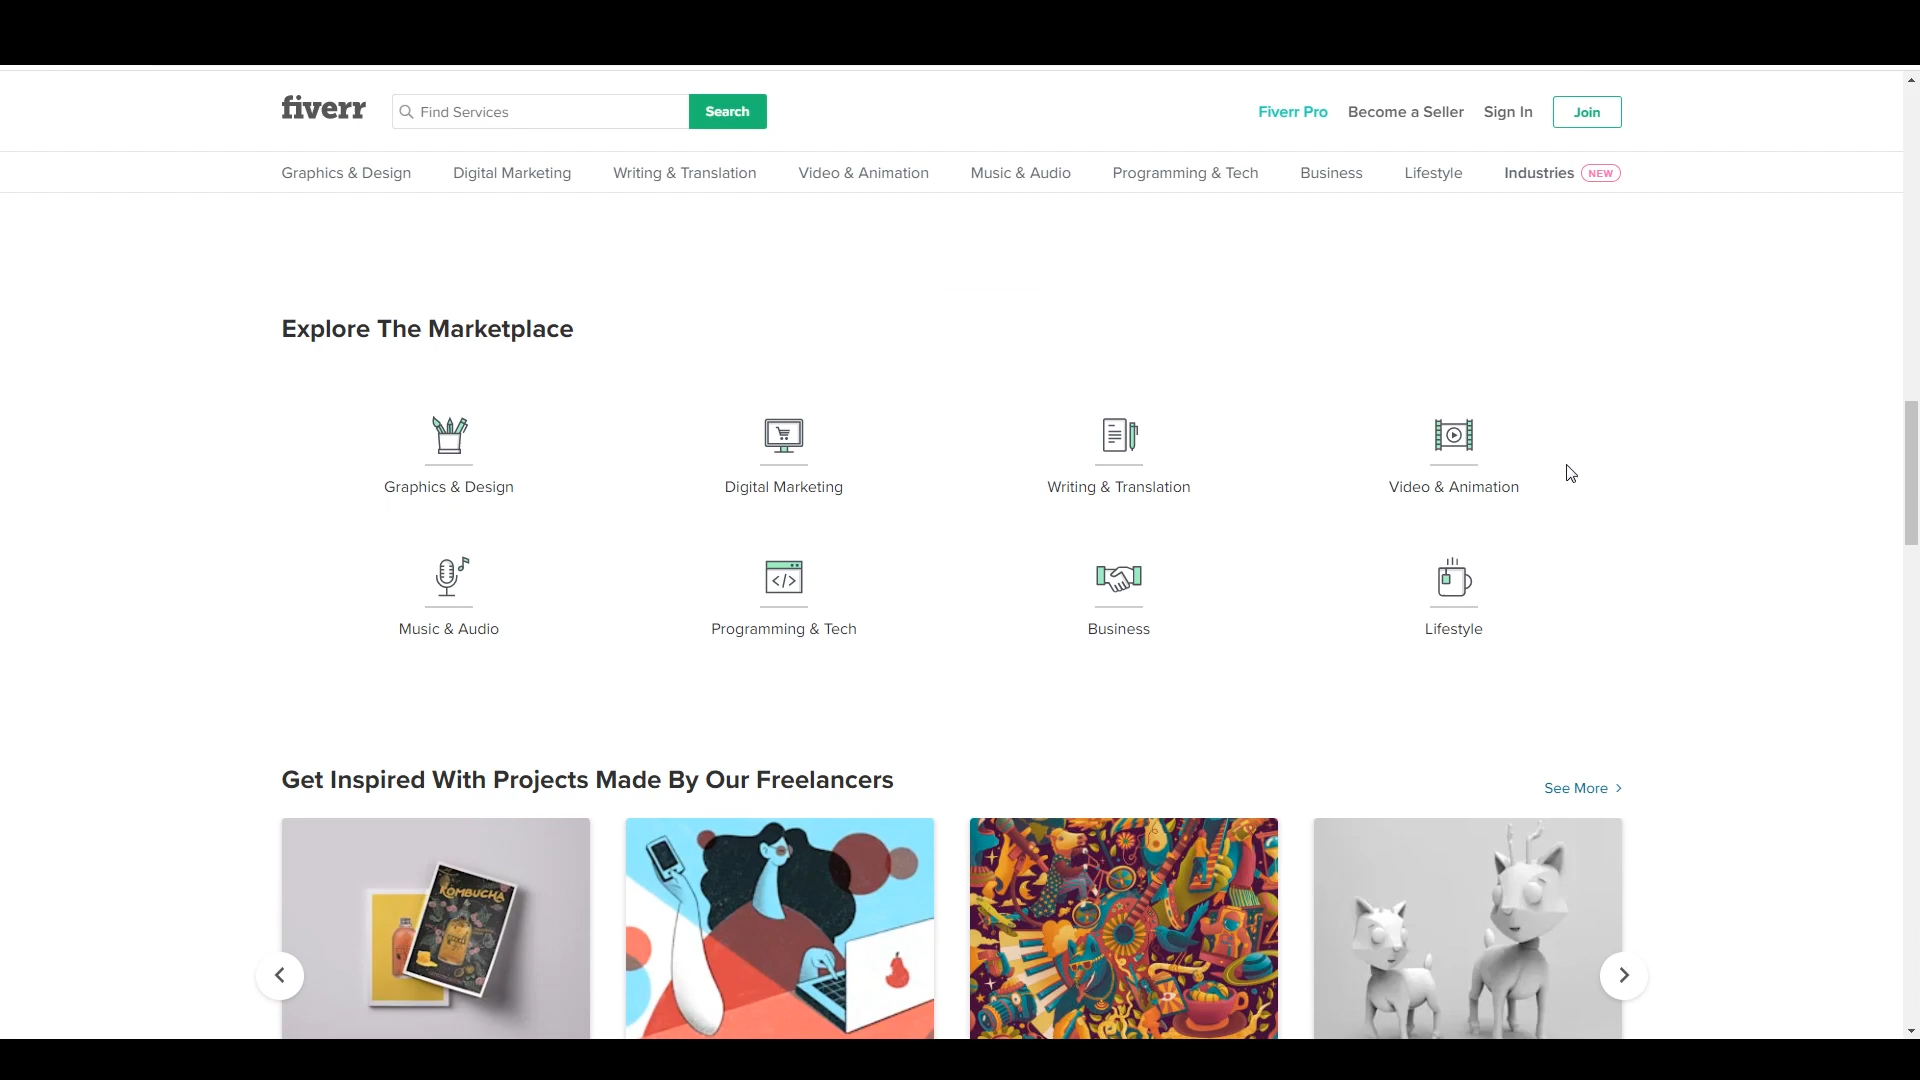 fiverr
Find Services
Search
Fiverr Pro
Become a Seller
Sign In
Join
Graphics & Design
Digital Marketing
Writing & Translation
Video & Animation
Music & Audio
Programming & Tech
Business
Lifestyle
Industries NEW
Explore The Marketplace
Graphics & Design
Digital Marketing
Writing & Translation
Video & Animation
</>
Music & Audio
Programming & Tech
Business
Lifestyle
Get Inspired With Projects Made By Our Freelancers
See More >
KOMBUCHA